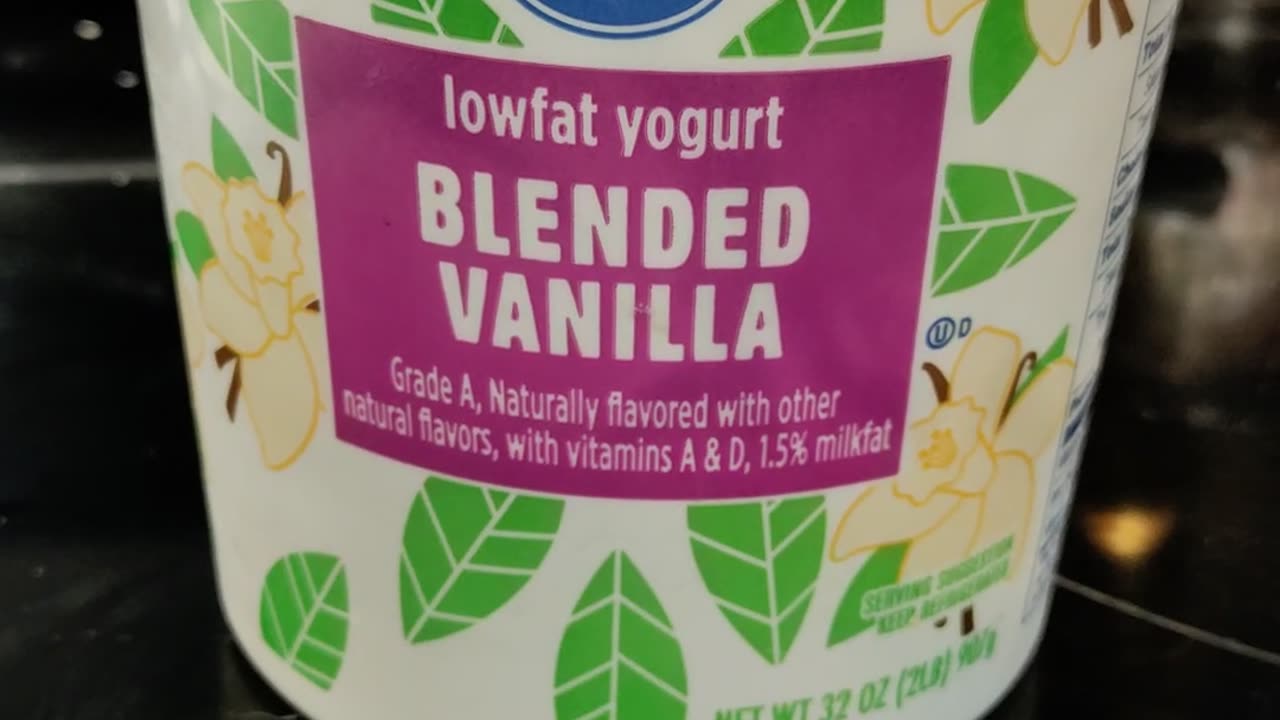 lowfat yogurt
BLENDED
VANILLA
Grade A, Naturally flavored with other
natural flavors, with vitamins A & D, 1.5% milkfat
U D
SERVING SUGGESTION
KEEP REFRIGERATED
NET WT 32 OZ (2LB) 907g